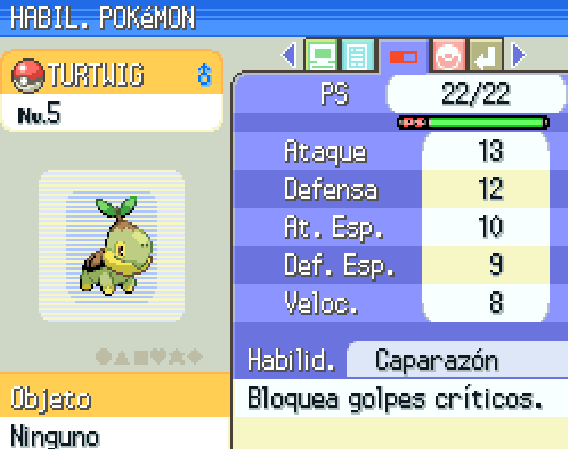 HABIL. POKéMON
TURTWIG ♂
Nv.5
PS 22/22
PS
Ataque 13
Defensa 12
At. Esp. 10
Def. Esp. 9
Veloc. 8
Habilid. Caparazón
Bloquea golpes críticos.
Objeto
Ninguno